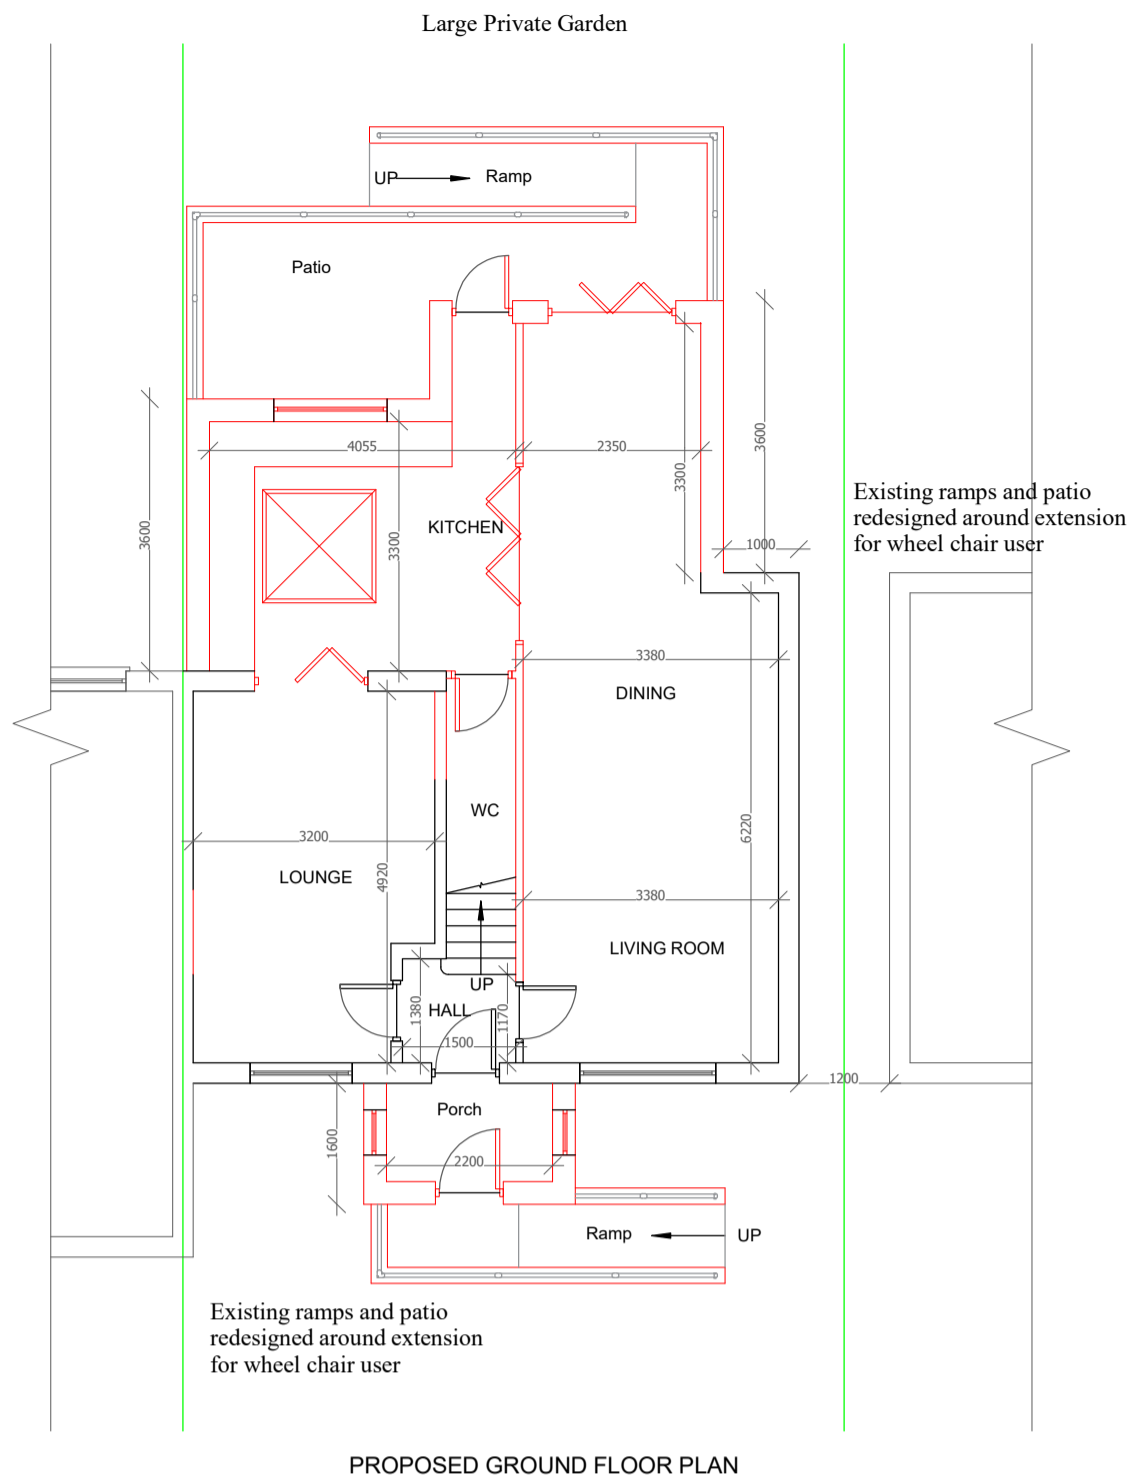 Large Private Garden
UP
Ramp
Patio
4055
2350
3600
3300
KITCHEN
3300
3600
1000
Existing ramps and patio
redesigned around extension
for wheel chair user
3380
DINING
WC
3200
4920
LOUNGE
6220
3380
LIVING ROOM
UP
HALL
1380
1170
1500
1200
Porch
1600
2200
Ramp
UP
Existing ramps and patio
redesigned around extension
for wheel chair user
PROPOSED GROUND FLOOR PLAN